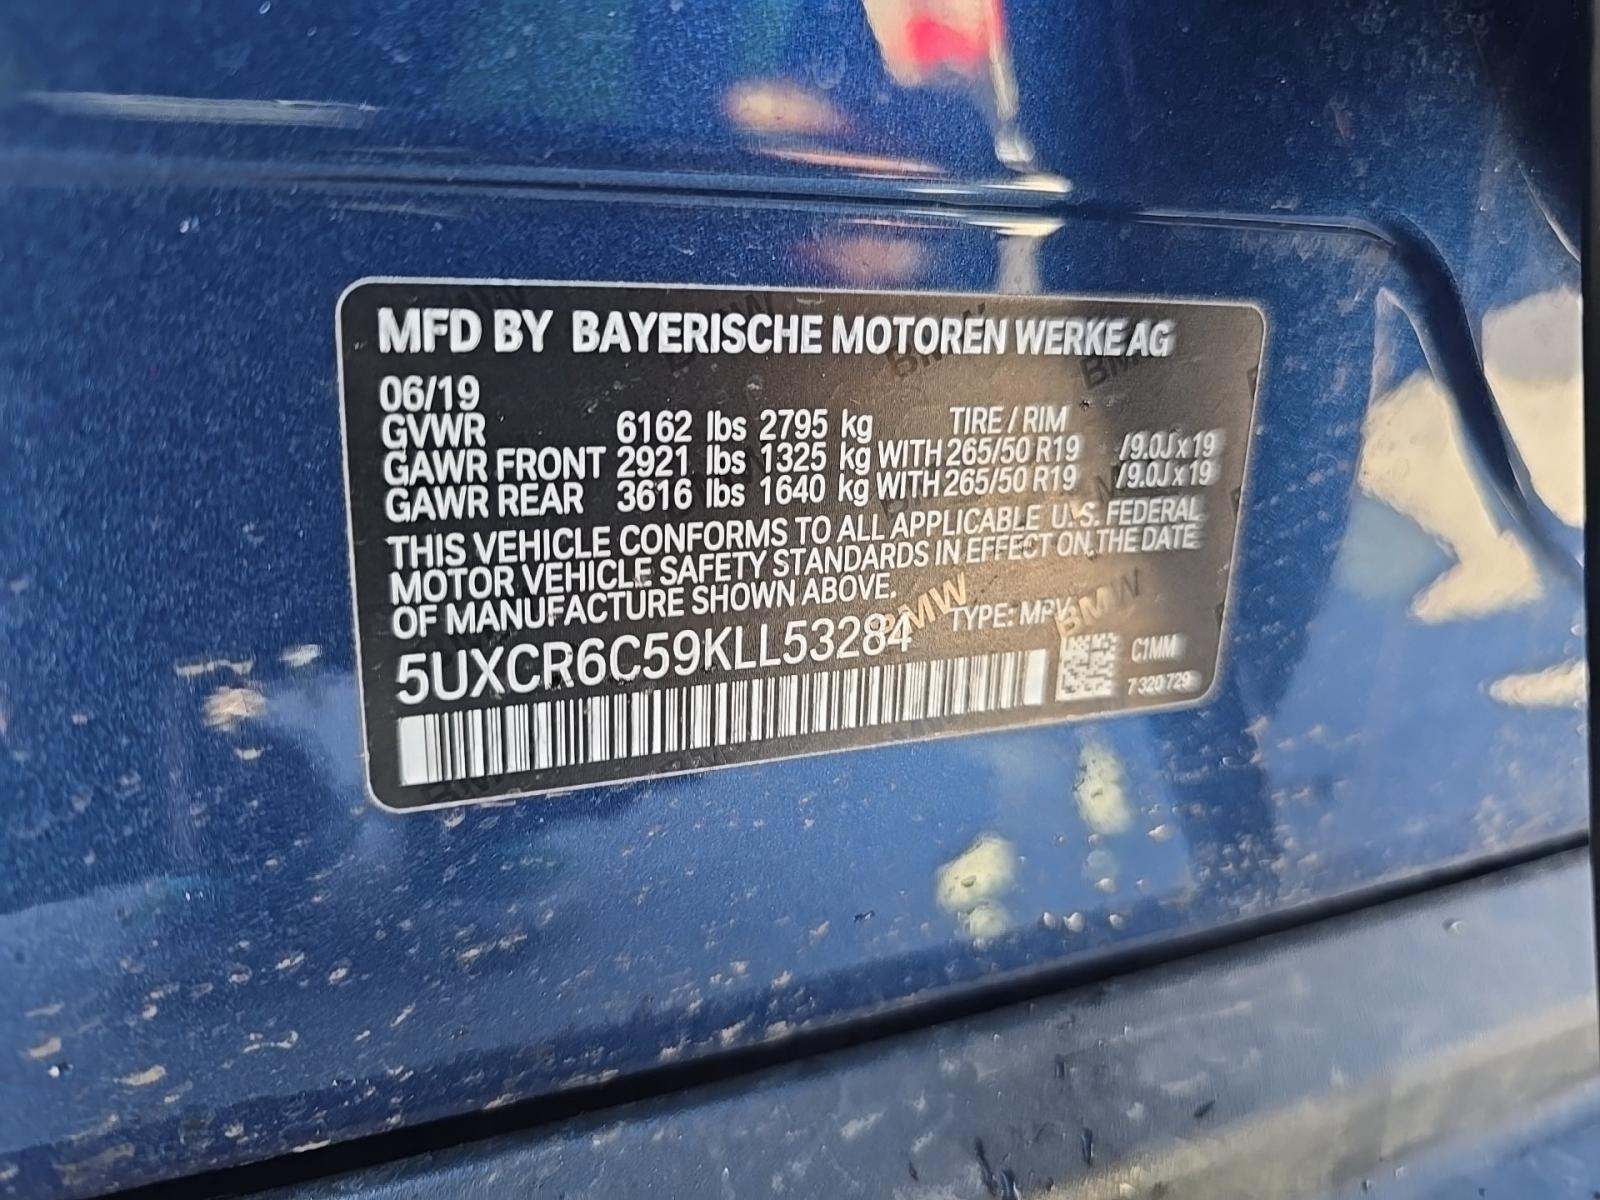 MFD BY BAYERISCHE MOTOREN WERKE AG
06/19
GVWR 6162 lbs 2795 kg TIRE / RIM
GAWR FRONT 2921 lbs 1325 kg WITH 265/50 R19 /9.0J x 19
GAWR REAR 3616 lbs 1640 kg WITH 265/50 R19 /9.0J x 19
THIS VEHICLE CONFORMS TO ALL APPLICABLE U.S. FEDERAL
MOTOR VEHICLE SAFETY STANDARDS IN EFFECT ON THE DATE
OF MANUFACTURE SHOWN ABOVE.
5UXCR6C59KLL53284 TYPE: MPV
C1MM
7 320 729